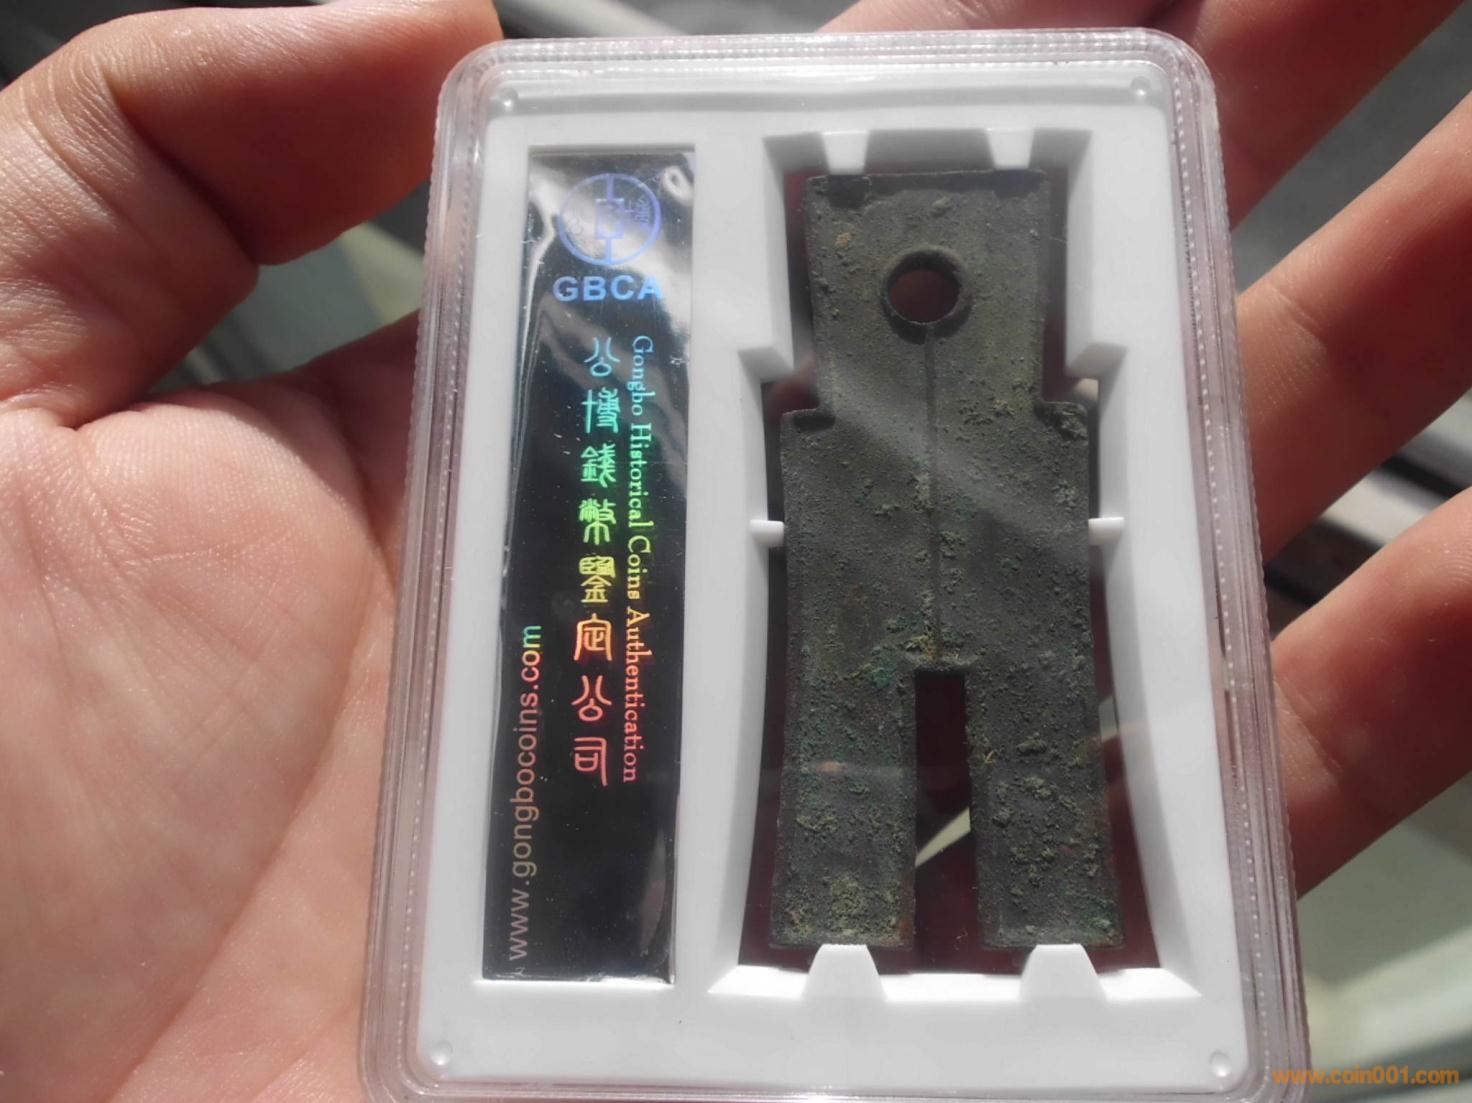 GBCA
公博錢幣鑒定公司
Gongbo Historical Coins Authentication
www.gongbocoins.com
www.coin001.com